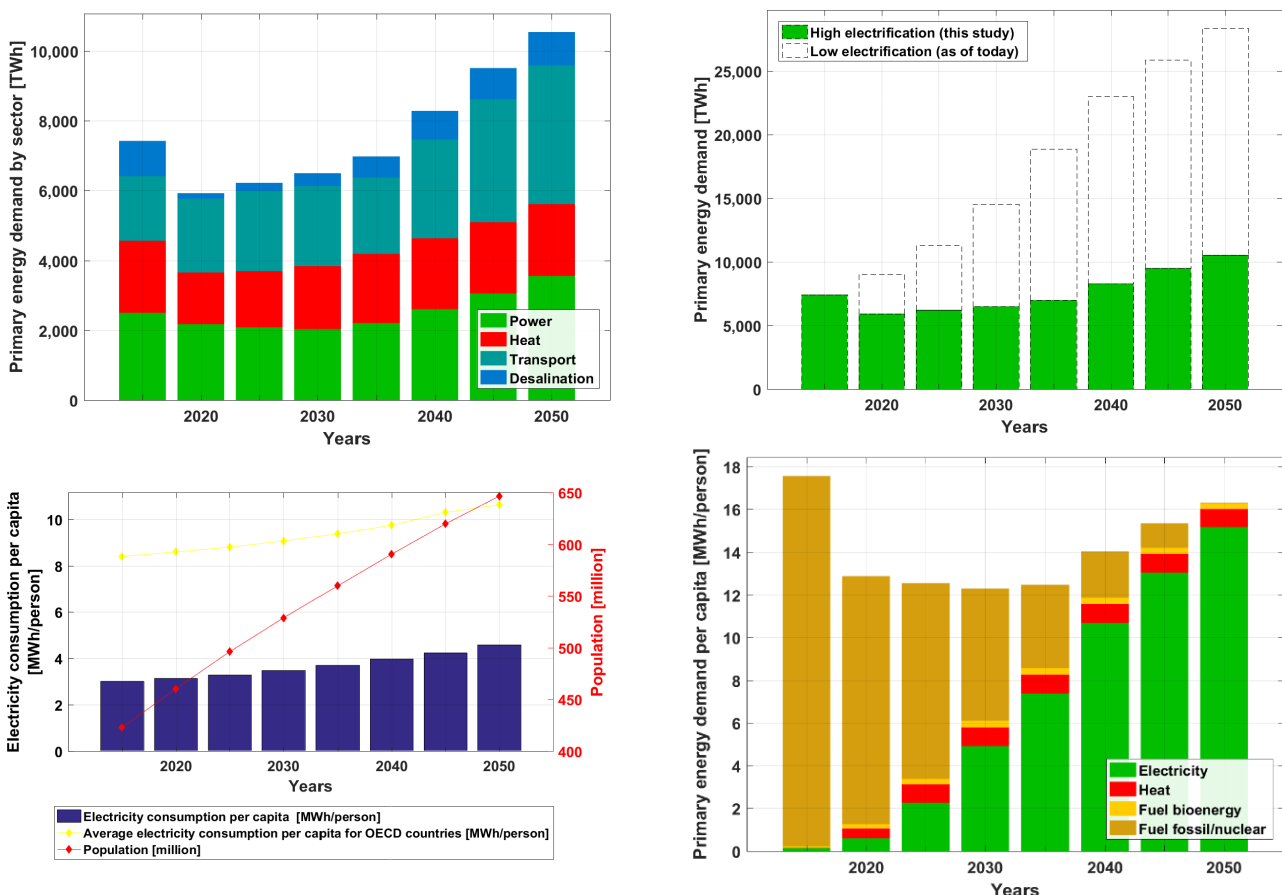 Primary energy demand by sector [TWh]
10,000
8,000
6,000
4,000
2,000
0
2020
2030
2040
2050
Years
Power
Heat
Transport
Desalination
Primary energy demand [TWh]
25,000
20,000
15,000
10,000
5,000
0
2020
2030
2040
2050
Years
High electrification (this study)
Low electrification (as of today)
Electricity consumption per capita
[MWh/person]
10
8
6
4
2
0
2020
2030
2040
2050
Years
650
600
550
500
450
400
Population [million]
Electricity consumption per capita [MWh/person]
Average electricity consumption per capita for OECD countries [MWh/person]
Population [million]
Primary energy demand per capita [MWh/person]
18
16
14
12
10
8
6
4
2
0
2020
2030
2040
2050
Years
Electricity
Heat
Fuel bioenergy
Fuel fossil/nuclear